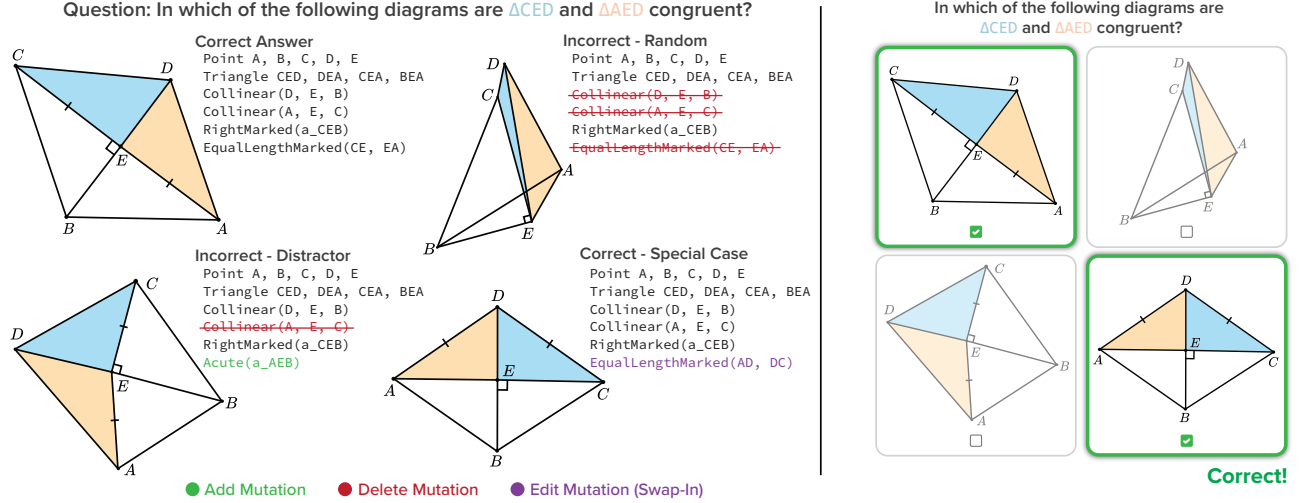 Question: In which of the following diagrams are ΔCED and ΔAED congruent?
Correct Answer
Point A, B, C, D, E
Triangle CED, DEA, CEA, BEA
Collinear(D, E, B)
Collinear(A, E, C)
RightMarked(a_CEB)
EqualLengthMarked(CE, EA)
C
D
E
B
A
Incorrect - Random
Point A, B, C, D, E
Triangle CED, DEA, CEA, BEA
Collinear(D, E, B)
Collinear(A, E, C)
RightMarked(a_CEB)
EqualLengthMarked(CE, EA)
D
C
A
E
B
Incorrect - Distractor
Point A, B, C, D, E
Triangle CED, DEA, CEA, BEA
Collinear(D, E, B)
Collinear(A, E, C)
RightMarked(a_CEB)
Acute(a_AEB)
C
D
E
B
A
Correct - Special Case
Point A, B, C, D, E
Triangle CED, DEA, CEA, BEA
Collinear(D, E, B)
Collinear(A, E, C)
RightMarked(a_CEB)
EqualLengthMarked(AD, DC)
D
E
A
C
B
Add Mutation
Delete Mutation
Edit Mutation (Swap-In)
In which of the following diagrams are
ΔCED and ΔAED congruent?
C
D
E
B
A
D
C
A
E
B
C
D
E
B
A
D
E
A
C
B
Correct!